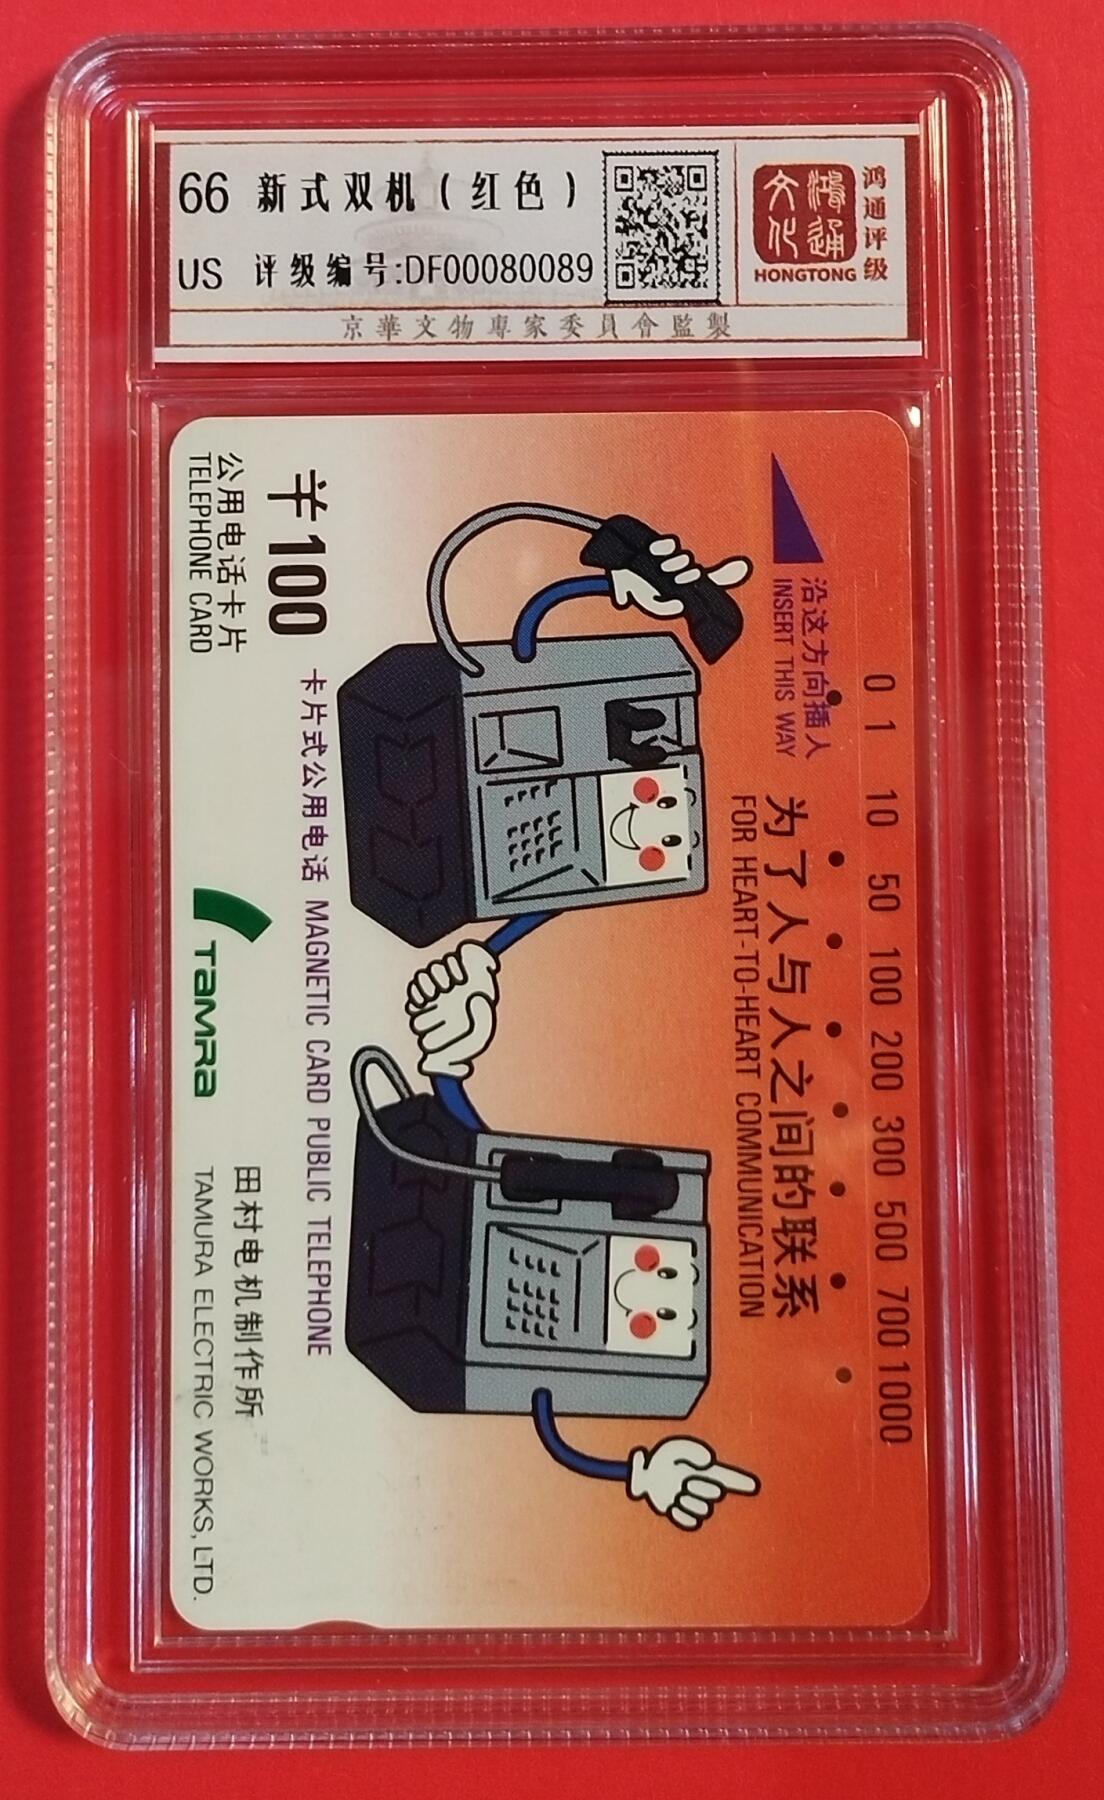 66 新式双机（红色）
US 评级编号:DF00080089
鸿通文化
HONGTONG
鸿通评级
京華文物專家委員會監製
0 1 10 50 100 200 300 500 700 1000
沿这方向插入
INSERT THIS WAY
为了人与人之间的联系
FOR HEART-TO-HEART COMMUNICATION
卡片式公用电话 MAGNETIC CARD PUBLIC TELEPHONE
¥100
公用电话卡片
TELEPHONE CARD
TaMRa
田村电机制作所
TAMURA ELECTRIC WORKS, LTD.